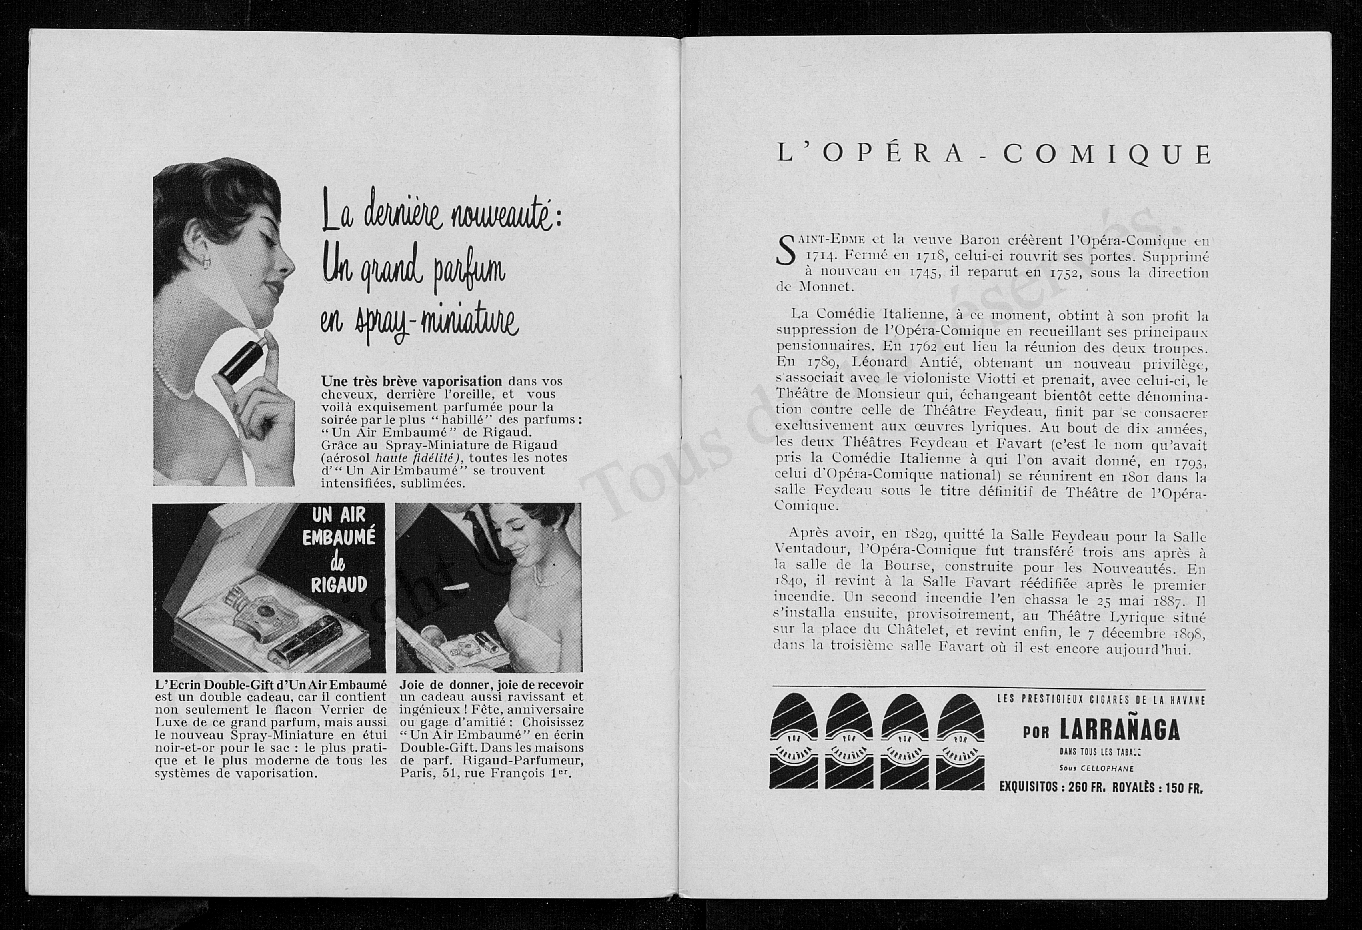 La dernière nouveauté :
Un grand parfum
en spray-miniature
Une très brève vaporisation dans vos
cheveux, derrière l'oreille, et vous
voilà exquisement parfumée pour la
soirée par le plus “ habillé” des parfums :
“ Un Air Embaumé” de Rigaud.
Grâce au Spray-Miniature de Rigaud
(aérosol haute fidélité), toutes les notes
d'“ Un Air Embaumé” se trouvent
intensifiées, sublimées.
UN AIR
EMBAUMÉ
de
RIGAUD
L'Ecrin Double-Gift d'Un Air Embaumé
est un double cadeau, car il contient
non seulement le flacon Verrier de
Luxe de ce grand parfum, mais aussi
le nouveau Spray-Miniature en étui
noir-et-or pour le sac : le plus prati-
que et le plus moderne de tous les
systèmes de vaporisation.
Joie de donner, joie de recevoir
un cadeau aussi ravissant et
ingénieux ! Fête, anniversaire
ou gage d'amitié : Choisissez
“ Un Air Embaumé” en écrin
Double-Gift. Dans les maisons
de parf. Rigaud-Parfumeur,
Paris, 51, rue François 1er.
L'OPÉRA-COMIQUE
SAINT-EDME et la veuve Baron créèrent l'Opéra-Comique en
1714. Fermé en 1718, celui-ci rouvrit ses portes. Supprimé
à nouveau en 1745, il reparut en 1752, sous la direction
de Monnet.
La Comédie Italienne, à ce moment, obtint à son profit la
suppression de l'Opéra-Comique en recueillant ses principaux
pensionnaires. En 1762 eut lieu la réunion des deux troupes.
En 1789, Léonard Antié, obtenant un nouveau privilège,
s'associait avec le violoniste Viotti et prenait, avec celui-ci, le
Théâtre de Monsieur qui, échangeant bientôt cette dénomina-
tion contre celle de Théâtre Feydeau, finit par se consacrer
exclusivement aux œuvres lyriques. Au bout de dix années,
les deux Théâtres Feydeau et Favart (c'est le nom qu'avait
pris la Comédie Italienne à qui l'on avait donné, en 1793,
celui d'Opéra-Comique national) se réunirent en 1801 dans la
salle Feydeau sous le titre définitif de Théâtre de l'Opéra-
Comique.
Après avoir, en 1829, quitté la Salle Feydeau pour la Salle
Ventadour, l'Opéra-Comique fut transféré trois ans après à
la salle de la Bourse, construite pour les Nouveautés. En
1840, il revint à la Salle Favart réédifiée après le premier
incendie. Un second incendie l'en chassa le 25 mai 1887. Il
s'installa ensuite, provisoirement, au Théâtre Lyrique situé
sur la place du Châtelet, et revint enfin, le 7 décembre 1898,
dans la troisième salle Favart où il est encore aujourd'hui.
LES PRESTIGIEUX CIGARES DE LA HAVANE
POR LARRAÑAGA
DANS TOUS LES TABACS
Sous CELLOPHANE
EXQUISITOS : 260 FR. ROYALÈS : 150 FR.